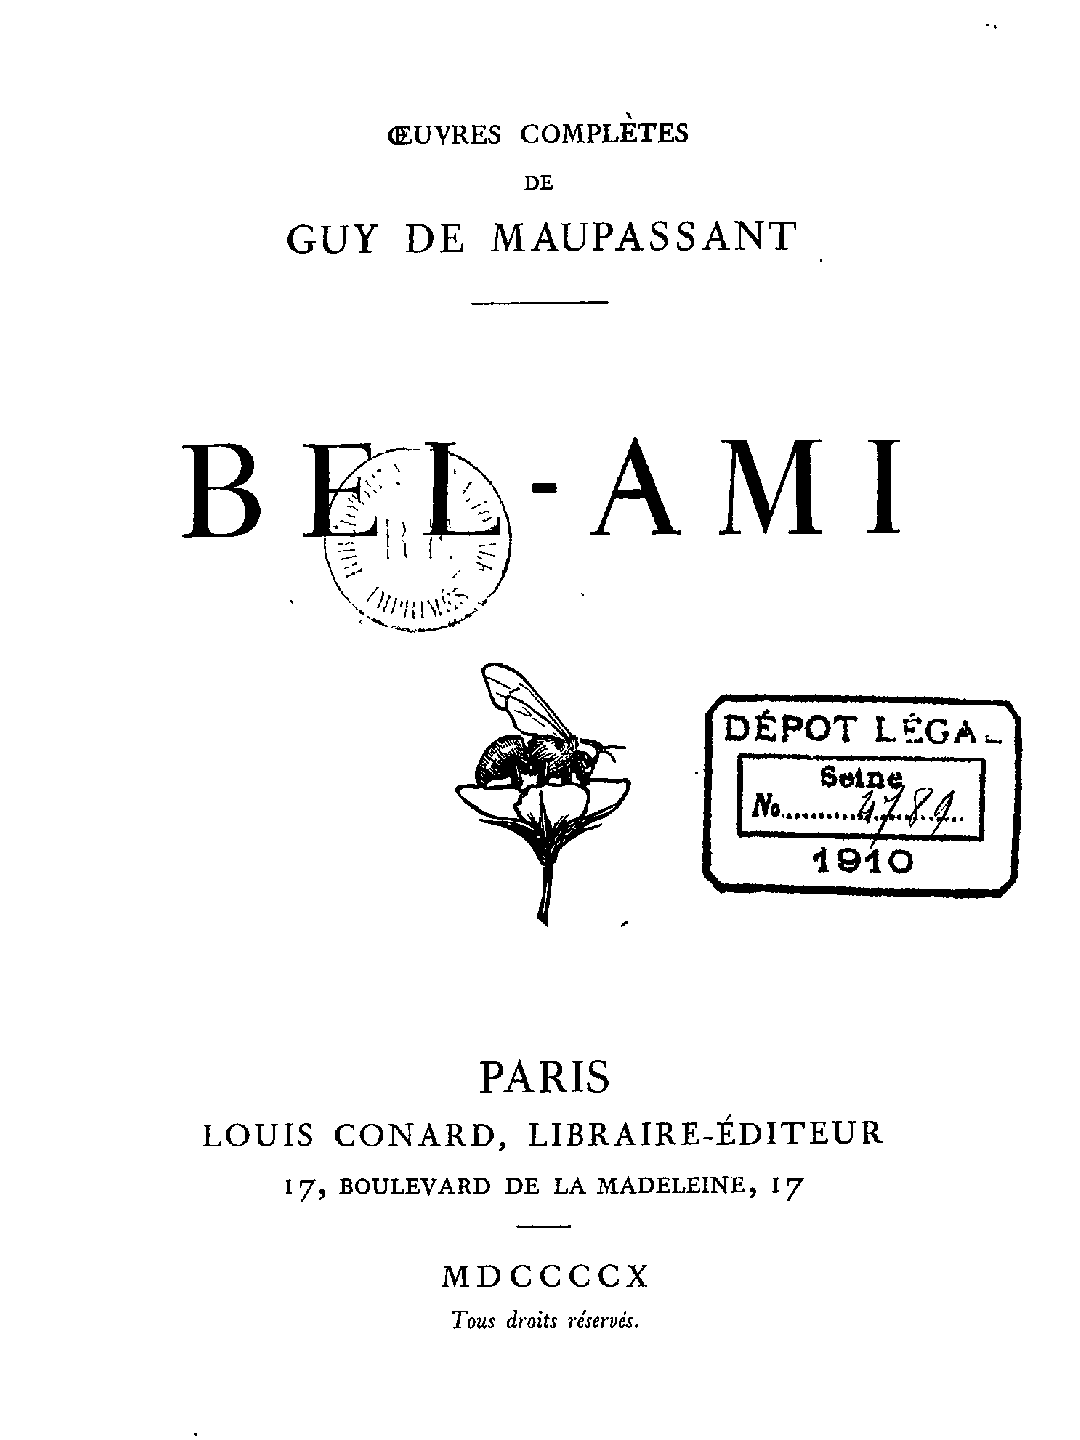 ŒUVRES COMPLÈTES
DE
GUY DE MAUPASSANT
BEL-AMI
IMPRIMÉS
DÉPOT LÉGAL
Seine
No 4789
1910
PARIS
LOUIS CONARD, LIBRAIRE-ÉDITEUR
17, BOULEVARD DE LA MADELEINE, 17
MDCCCCX
Tous droits réservés.